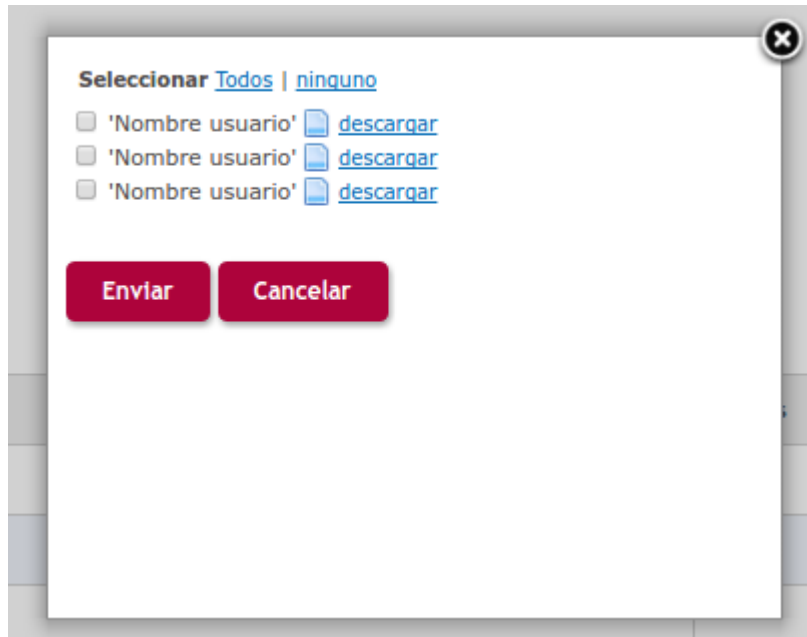 Seleccionar Todos | ninguno
'Nombre usuario' descargar
'Nombre usuario' descargar
'Nombre usuario' descargar
Enviar Cancelar
s